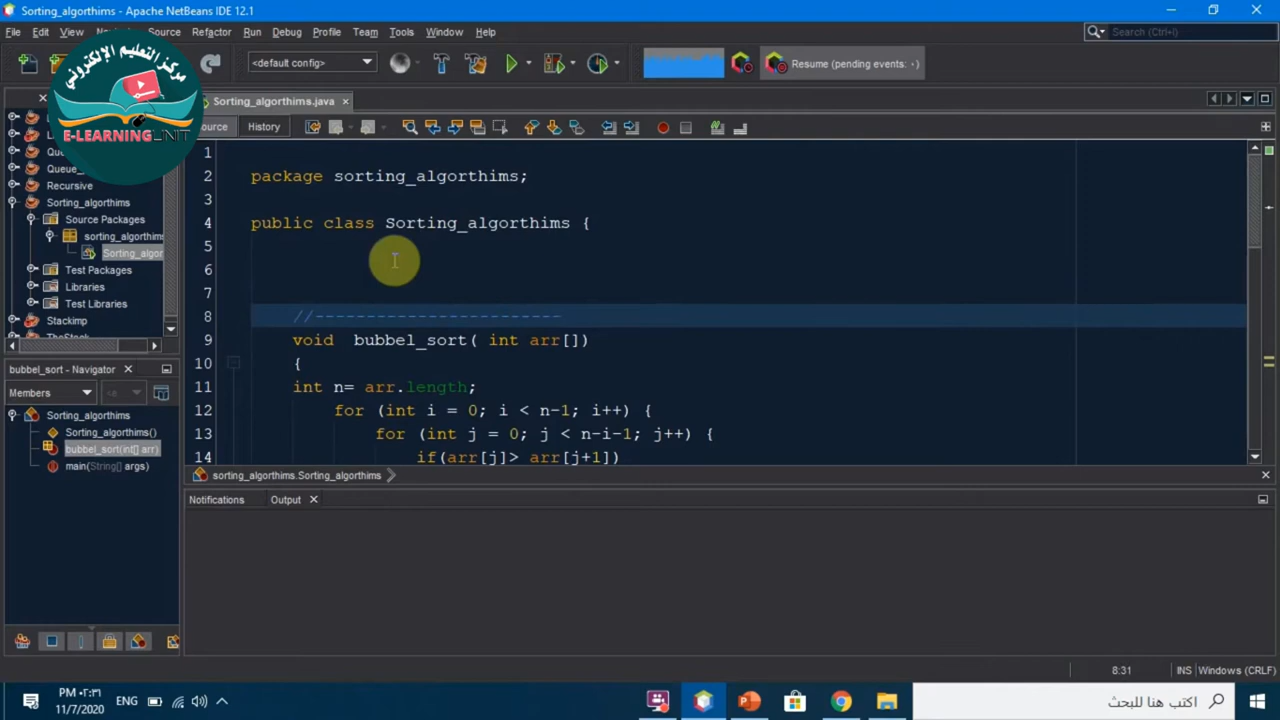 Sorting_algorthims - Apache NetBeans IDE 12.1
File Edit View Source Refactor Run Debug Profile Team Tools Window Help
Search (Ctrl+I)
<default config>
Resume (pending events: ٠)
مركز التعليم الإلكتروني
E-LEARNING UNIT
Sorting_algorthims.java
Source History
Recursive
Sorting_algorthims
Source Packages
sorting_algorthims
Sorting_algor
Test Packages
Libraries
Test Libraries
Stackimp
1
2 package sorting_algorthims;
3
4 public class Sorting_algorthims {
5
6
7
8 //------------------------
9 void bubbel_sort( int arr[])
10 {
11 int n= arr.length;
12 for (int i = 0; i < n-1; i++) {
13 for (int j = 0; j < n-i-1; j++) {
14 if(arr[j]> arr[j+1])
sorting_algorthims.Sorting_algorthims
bubbel_sort - Navigator
Members
Sorting_algorthims
Sorting_algorthims()
bubbel_sort(int[] arr)
main(String[] args)
Notifications Output
8:31 INS Windows (CRLF)
PM ٠٢:٣١
11/7/2020
ENG
اكتب هنا للبحث